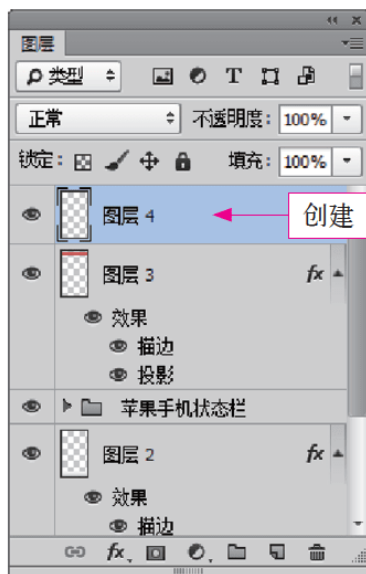 图层
类型 T
正常 不透明度: 100%
锁定: 填充: 100%
图层 4 创建
图层 3 fx
效果
描边
投影
苹果手机状态栏
图层 2 fx
效果
描边
fx